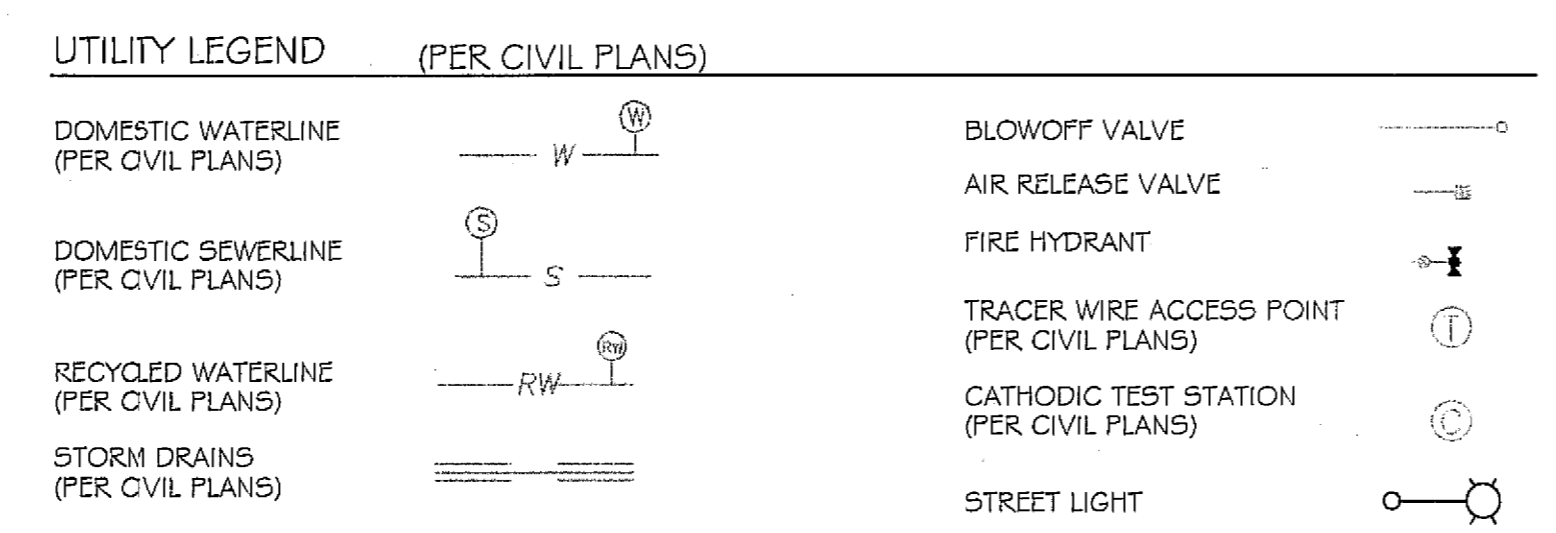 UTILITY LEGEND (PER CIVIL PLANS)
DOMESTIC WATERLINE
(PER CIVIL PLANS)
W
W
DOMESTIC SEWERLINE
(PER CIVIL PLANS)
S
S
RECYCLED WATERLINE
(PER CIVIL PLANS)
RW
RW
STORM DRAINS
(PER CIVIL PLANS)
BLOWOFF VALVE
AIR RELEASE VALVE
FIRE HYDRANT
TRACER WIRE ACCESS POINT
(PER CIVIL PLANS)
T
CATHODIC TEST STATION
(PER CIVIL PLANS)
C
STREET LIGHT